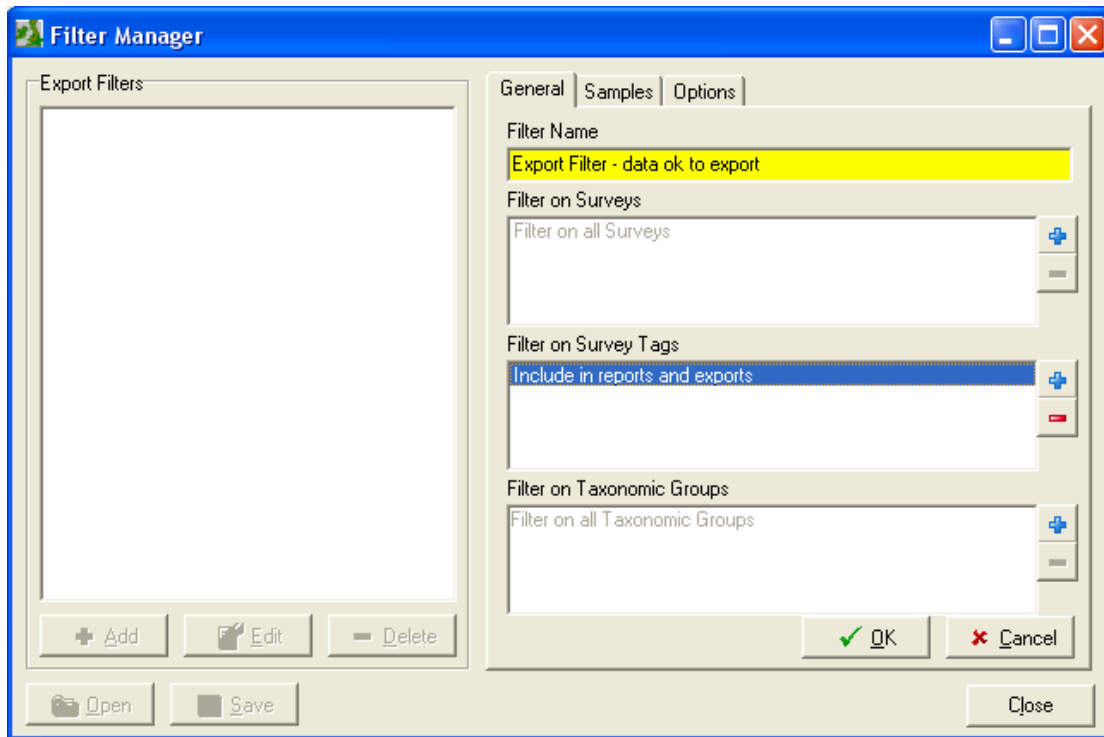 Filter Manager
Export Filters
Add
Edit
Delete
Open
Save
General
Samples
Options
Filter Name
Export Filter - data ok to export
Filter on Surveys
Filter on all Surveys
Filter on Survey Tags
Include in reports and exports
Filter on Taxonomic Groups
Filter on all Taxonomic Groups
OK
Cancel
Close